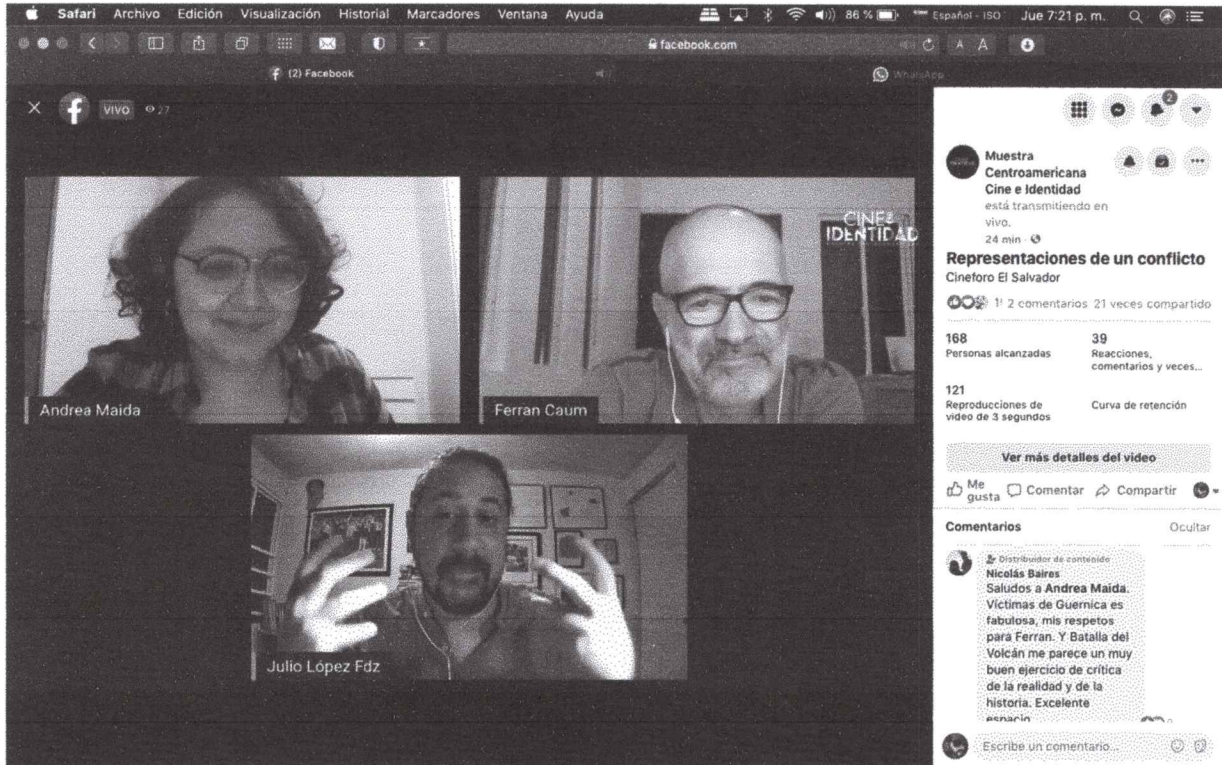 Safari Archivo Edición Visualización Historial Marcadores Ventana Ayuda 86 % Español - ISO Jue 7:21 p. m.
facebook.com A A
(2) Facebook
WhatsApp
VIVO 27
2
Muestra
Centroamericana
Cine e Identidad
está transmitiendo en
vivo.
24 min ·
CINE
IDENTIDAD
Representaciones de un conflicto
Cineforo El Salvador
2 comentarios 21 veces compartido
168
Personas alcanzadas
39
Reacciones,
comentarios y veces...
121
Reproducciones de
video de 3 segundos
Curva de retención
Andrea Maida
Ferran Caum
Julio López Fdz
Ver más detalles del video
Me
gusta
Comentar
Compartir
Comentarios
Ocultar
Distribuidor de contenido
Nicolás Baires
Saludos a Andrea Maida.
Víctimas de Guernica es
fabulosa, mis respetos
para Ferran. Y Batalla del
Volcán me parece un muy
buen ejercicio de crítica
de la realidad y de la
historia. Excelente
espacio
Escribe un comentario...